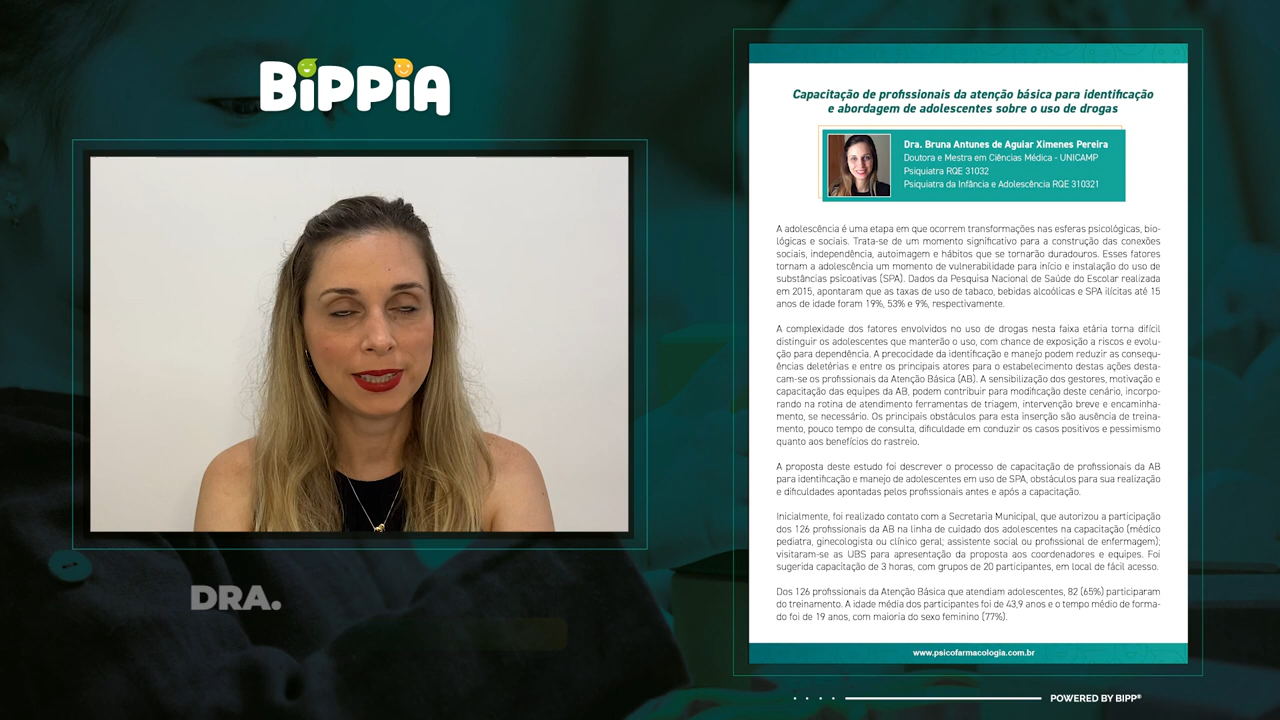 BiPPiA
DRA.
Capacitação de profissionais da atenção básica para identificação
e abordagem de adolescentes sobre o uso de drogas
Dra. Bruna Antunes de Aguiar Ximenes Pereira
Doutora e Mestra em Ciências Médica - UNICAMP
Psiquiatra RQE 31032
Psiquiatra da Infância e Adolescência RQE 310321
A adolescência é uma etapa em que ocorrem transformações nas esferas psicológicas, bio-
lógicas e sociais. Trata-se de um momento significativo para a construção das conexões
sociais, independência, autoimagem e hábitos que se tornarão duradouros. Esses fatores
tornam a adolescência um momento de vulnerabilidade para início e instalação do uso de
substâncias psicoativas (SPA). Dados da Pesquisa Nacional de Saúde do Escolar realizada
em 2015, apontaram que as taxas de uso de tabaco, bebidas alcoólicas e SPA ilícitas até 15
anos de idade foram 19%, 53% e 9%, respectivamente.
A complexidade dos fatores envolvidos no uso de drogas nesta faixa etária torna difícil
distinguir os adolescentes que manterão o uso, com chance de exposição a riscos e evolu-
ção para dependência. A precocidade da identificação e manejo podem reduzir as consequ-
ências deletérias e entre os principais atores para o estabelecimento destas ações desta-
cam-se os profissionais da Atenção Básica (AB). A sensibilização dos gestores, motivação e
capacitação das equipes da AB, podem contribuir para modificação deste cenário, incorpo-
rando na rotina de atendimento ferramentas de triagem, intervenção breve e encaminha-
mento, se necessário. Os principais obstáculos para esta inserção são ausência de treina-
mento, pouco tempo de consulta, dificuldade em conduzir os casos positivos e pessimismo
quanto aos benefícios do rastreio.
A proposta deste estudo foi descrever o processo de capacitação de profissionais da AB
para identificação e manejo de adolescentes em uso de SPA, obstáculos para sua realização
e dificuldades apontadas pelos profissionais antes e após a capacitação.
Inicialmente, foi realizado contato com a Secretaria Municipal, que autorizou a participação
dos 126 profissionais da AB na linha de cuidado dos adolescentes na capacitação (médico
pediatra, ginecologista ou clínico geral; assistente social ou profissional de enfermagem);
visitaram-se as UBS para apresentação da proposta aos coordenadores e equipes. Foi
sugerida capacitação de 3 horas, com grupos de 20 participantes, em local de fácil acesso.
Dos 126 profissionais da Atenção Básica que atendiam adolescentes, 82 (65%) participaram
do treinamento. A idade média dos participantes foi de 43,9 anos e o tempo médio de forma-
do foi de 19 anos, com maioria do sexo feminino (77%).
www.psicofarmacologia.com.br
POWERED BY BIPP®